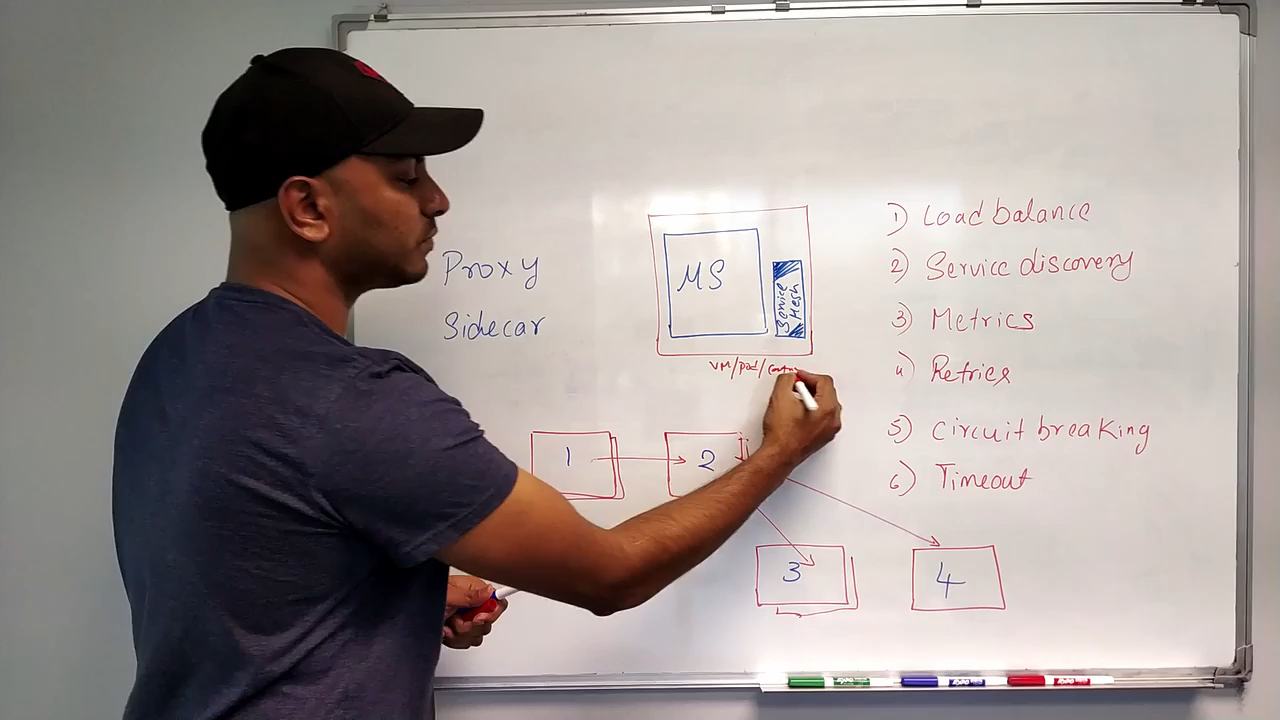 Proxy
Sidecar
MS
Service
Mesh
VM/pod/
1
2
3
4
1) Load balance
2) Service discovery
3) Metrics
4) Retries
5) Circuit breaking
6) Timeout